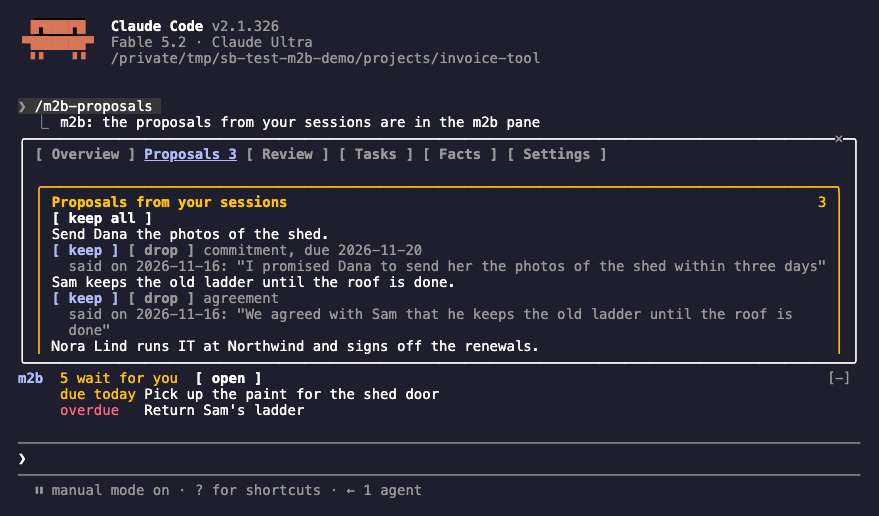 Claude Code v2.1.326
Fable 5.2 · Claude Ultra
/private/tmp/sb-test-m2b-demo/projects/invoice-tool
❯ /m2b-proposals
⎿ m2b: the proposals from your sessions are in the m2b pane
×
[ Overview ] Proposals 3 [ Review ] [ Tasks ] [ Facts ] [ Settings ]
Proposals from your sessions 3
[ keep all ]
Send Dana the photos of the shed.
[ keep ] [ drop ] commitment, due 2026-11-20
said on 2026-11-16: "I promised Dana to send her the photos of the shed within three days"
Sam keeps the old ladder until the roof is done.
[ keep ] [ drop ] agreement
said on 2026-11-16: "We agreed with Sam that he keeps the old ladder until the roof is
done"
Nora Lind runs IT at Northwind and signs off the renewals.
m2b 5 wait for you [ open ] [-]
due today Pick up the paint for the shed door
overdue Return Sam's ladder
❯
⏸ manual mode on · ? for shortcuts · ← 1 agent